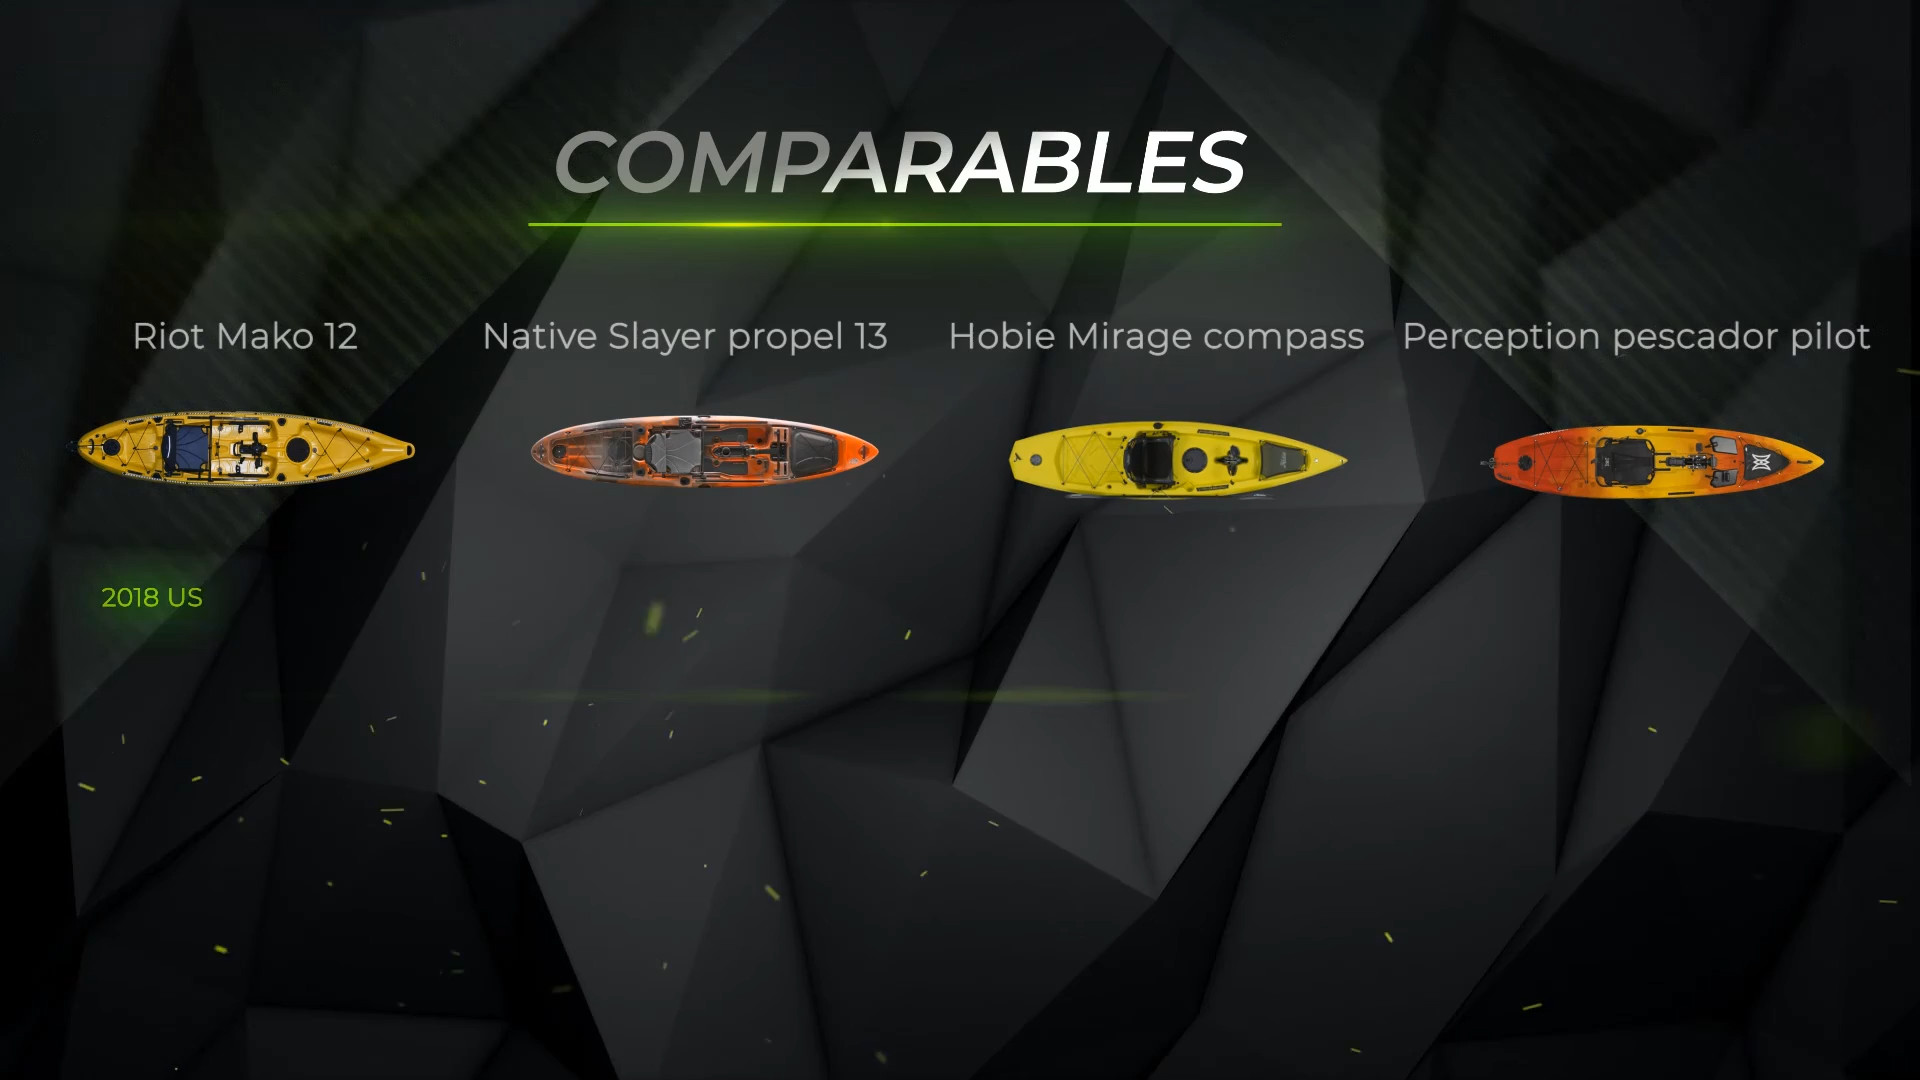 COMPARABLES
Riot Mako 12
Native Slayer propel 13
Hobie Mirage compass
Perception pescador pilot
2018 US